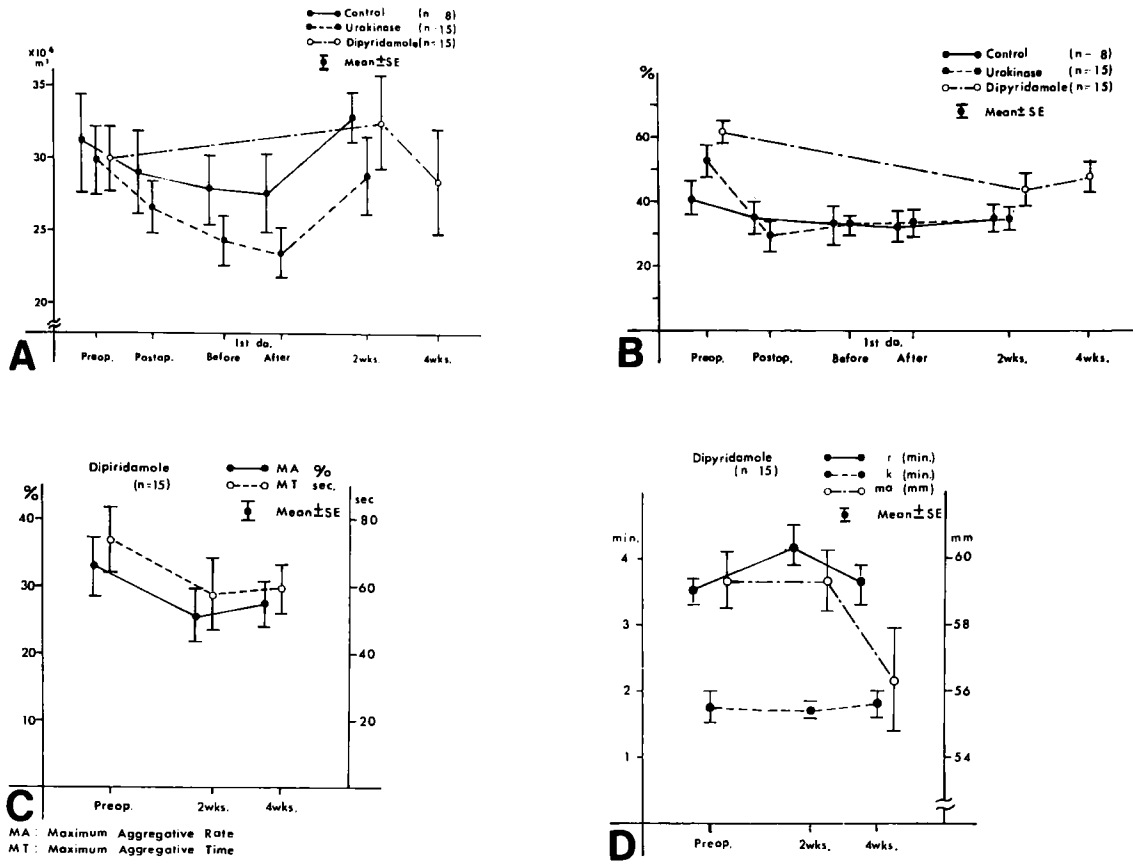 Control (n - 8)
Urokinase (n - 15)
Dipyridamole (n= 15)
Mean ± SE
×10⁴
m³
35
30
25
20
A
1st da.
Preop. Postop. Before After 2wks. 4wks.
Control (n - 8)
Urokinase (n = 15)
Dipyridamole (n = 15)
Mean ± SE
%
60
40
20
B
1st da.
Preop. Postop. Before After 2wks. 4wks.
Dipiridamole
(n=15)
MA %
MT sec.
Mean ± SE
%
40
30
20
10
sec
80
60
40
20
C
Preop. 2wks. 4wks.
MA : Maximum Aggregative Rate
MT : Maximum Aggregative Time
Dipyridamole
(n 15)
r (min.)
k (min.)
ma (mm)
Mean ± SE
min.
4
3
2
1
mm
60
58
56
54
D
Preop. 2wks. 4wks.